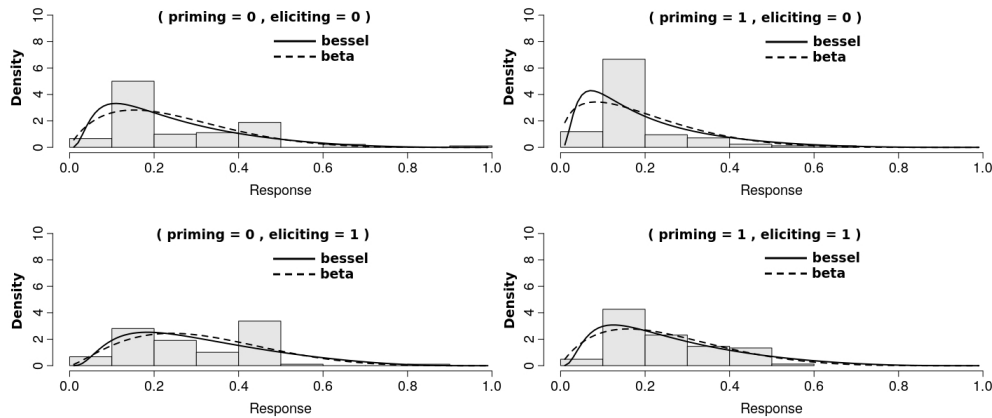 ( priming = 0 , eliciting = 0 )
bessel
beta
Density
10
8
6
4
2
0
0.0 0.2 0.4 0.6 0.8 1.0
Response
( priming = 1 , eliciting = 0 )
bessel
beta
Density
10
8
6
4
2
0
0.0 0.2 0.4 0.6 0.8 1.0
Response
( priming = 0 , eliciting = 1 )
bessel
beta
Density
10
8
6
4
2
0
0.0 0.2 0.4 0.6 0.8 1.0
Response
( priming = 1 , eliciting = 1 )
bessel
beta
Density
10
8
6
4
2
0
0.0 0.2 0.4 0.6 0.8 1.0
Response